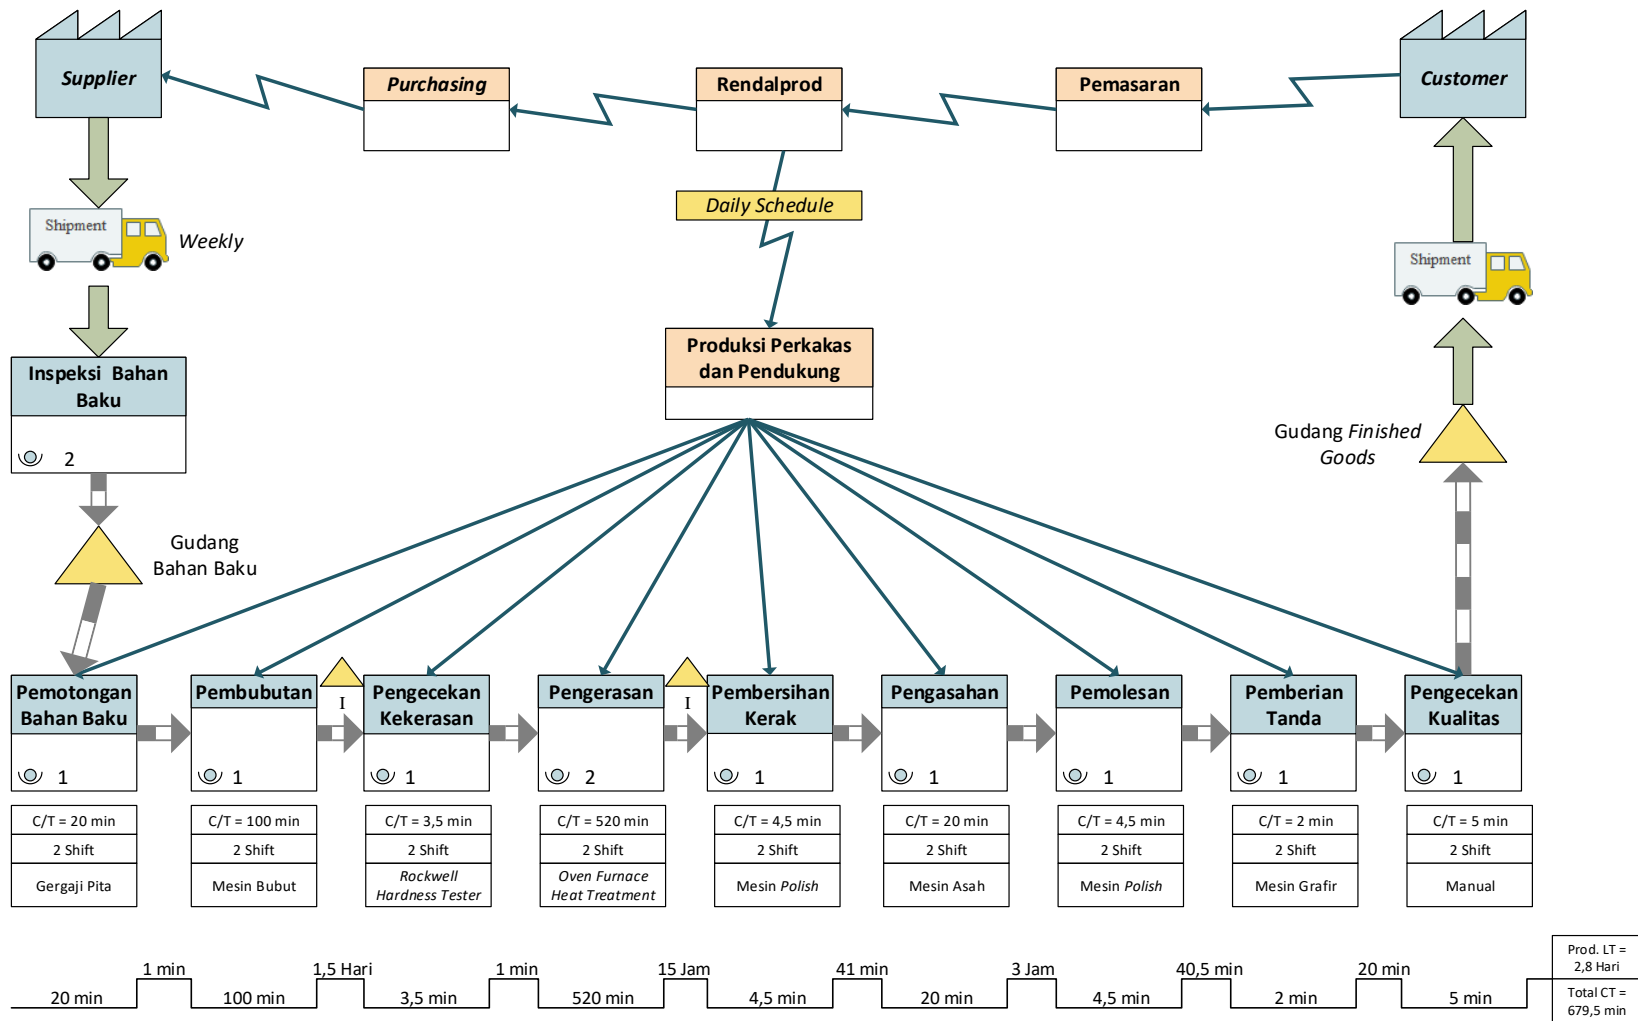 Supplier
Purchasing
Rendalprod
Pemasaran
Customer
Daily Schedule
Shipment
Weekly
Shipment
Produksi Perkakas
dan Pendukung
Inspeksi Bahan
Baku
2
Gudang Finished
Goods
Gudang
Bahan Baku
Pemotongan
Bahan Baku
1
Pembubutan
1
I
Pengecekan
Kekerasan
1
Pengerasan
2
I
Pembersihan
Kerak
1
Pengasahan
1
Pemolesan
1
Pemberian
Tanda
1
Pengecekan
Kualitas
1
C/T = 20 min
2 Shift
Gergaji Pita
C/T = 100 min
2 Shift
Mesin Bubut
C/T = 3,5 min
2 Shift
Rockwell
Hardness Tester
C/T = 520 min
2 Shift
Oven Furnace
Heat Treatment
C/T = 4,5 min
2 Shift
Mesin Polish
C/T = 20 min
2 Shift
Mesin Asah
C/T = 4,5 min
2 Shift
Mesin Polish
C/T = 2 min
2 Shift
Mesin Grafir
C/T = 5 min
2 Shift
Manual
20 min
1 min
100 min
1,5 Hari
3,5 min
1 min
520 min
15 Jam
4,5 min
41 min
20 min
3 Jam
4,5 min
40,5 min
2 min
20 min
5 min
Prod. LT =
2,8 Hari
Total CT =
679,5 min